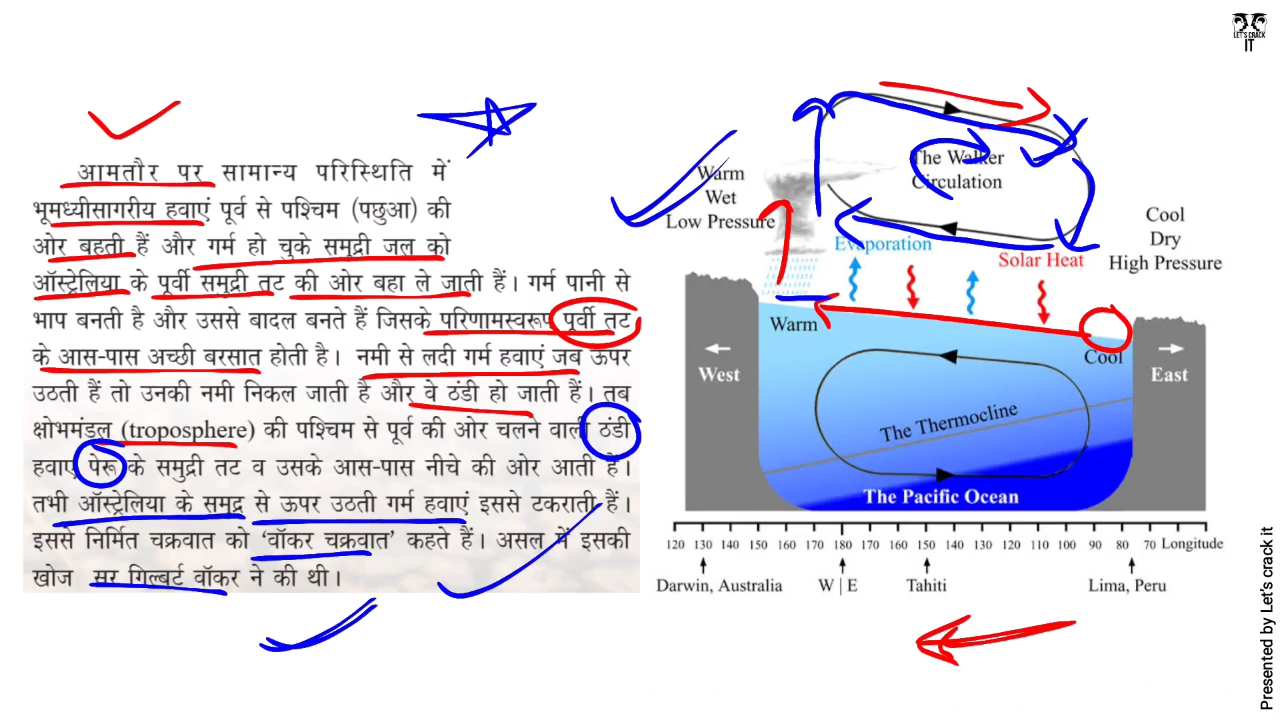 LET'S CRACK
IT
आमतौर पर सामान्य परिस्थिति में
भूमध्यीसागरीय हवाएं पूर्व से पश्चिम (पछुआ) की
ओर बहती हैं और गर्म हो चुके समुद्री जल को
ऑस्ट्रेलिया के पूर्वी समुद्री तट की ओर बहा ले जाती हैं। गर्म पानी से
भाप बनती है और उससे बादल बनते हैं जिसके परिणामस्वरूप पूर्वी तट
के आस-पास अच्छी बरसात होती है। नमी से लदी गर्म हवाएं जब ऊपर
उठती हैं तो उनकी नमी निकल जाती है और वे ठंडी हो जाती हैं। तब
क्षोभमंडल (troposphere) की पश्चिम से पूर्व की ओर चलने वाली ठंडी
हवाएं पेरू के समुद्री तट व उसके आस-पास नीचे की ओर आती हैं।
तभी ऑस्ट्रेलिया के समुद्र से ऊपर उठती गर्म हवाएं इससे टकराती हैं।
इससे निर्मित चक्रवात को ‘वॉकर चक्रवात’ कहते हैं। असल में इसकी
खोज सर गिल्बर्ट वॉकर ने की थी।
Warm
Wet
Low Pressure
The Walker
Circulation
Cool
Dry
High Pressure
Evaporation
Solar Heat
Warm
Cool
West
East
The Thermocline
The Pacific Ocean
120 130 140 150 160 170 180 170 160 150 140 130 120 110 100 90 80 70 Longitude
Darwin, Australia
W | E
Tahiti
Lima, Peru
Presented by Let's crack it